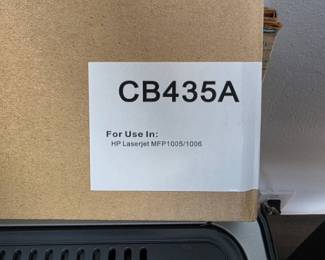 CB435A
For Use In:
HP Laserjet MFP1005/1006